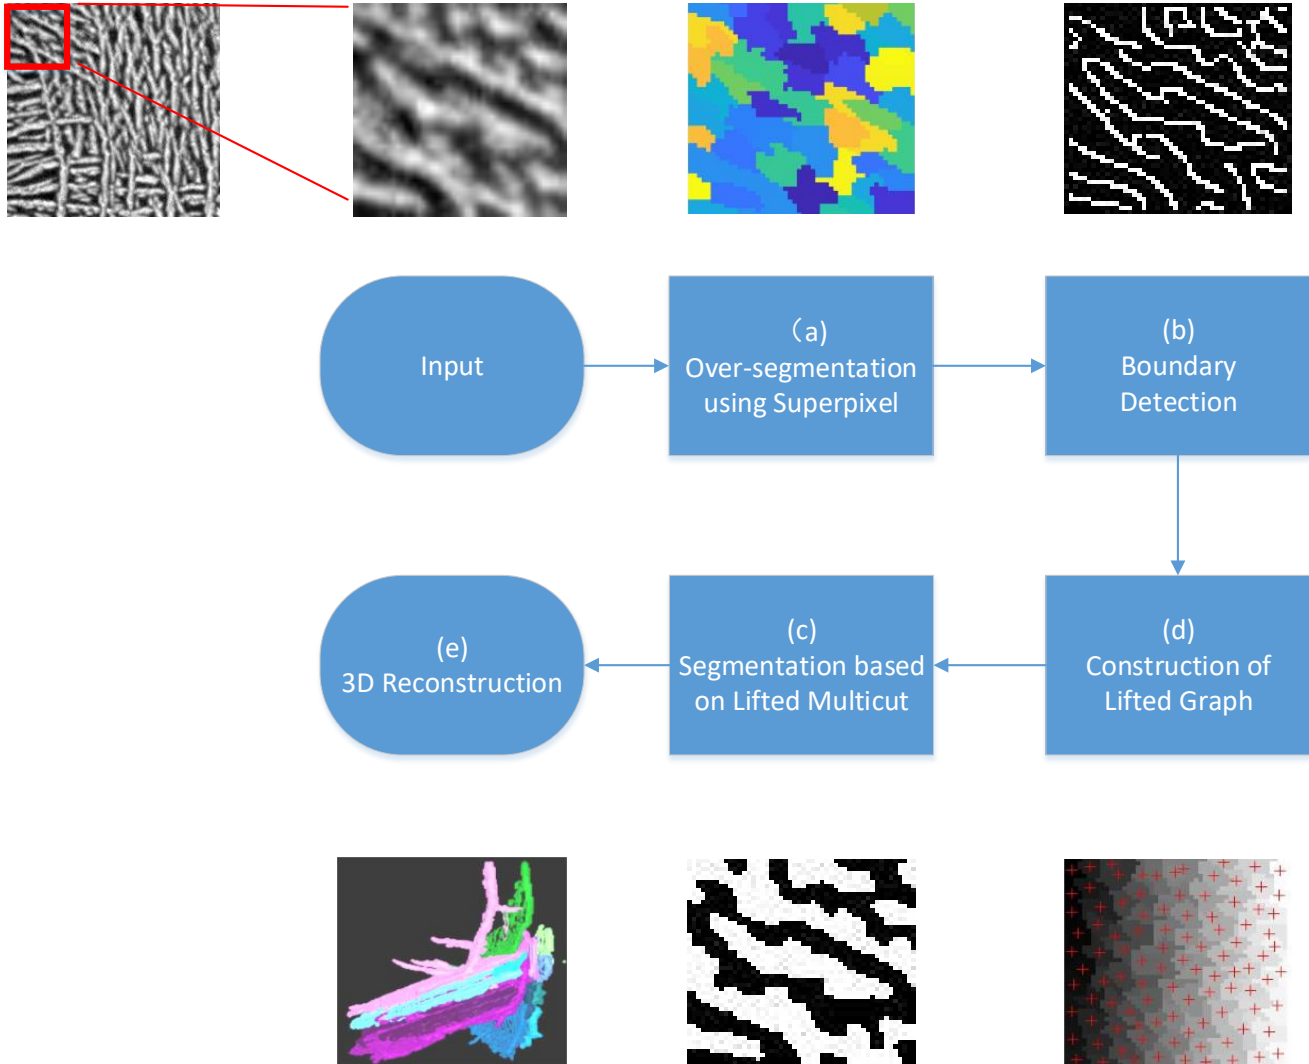 Input
（a)
Over-segmentation
using Superpixel
(b)
Boundary
Detection
(e)
3D Reconstruction
(c)
Segmentation based
on Lifted Multicut
(d)
Construction of
Lifted Graph